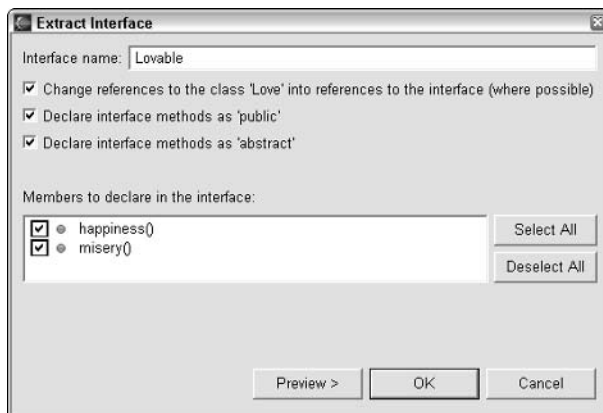 Extract Interface
Interface name: Lovable
Change references to the class 'Love' into references to the interface (where possible)
Declare interface methods as 'public'
Declare interface methods as 'abstract'
Members to declare in the interface:
happiness()
misery()
Select All
Deselect All
Preview >
OK
Cancel